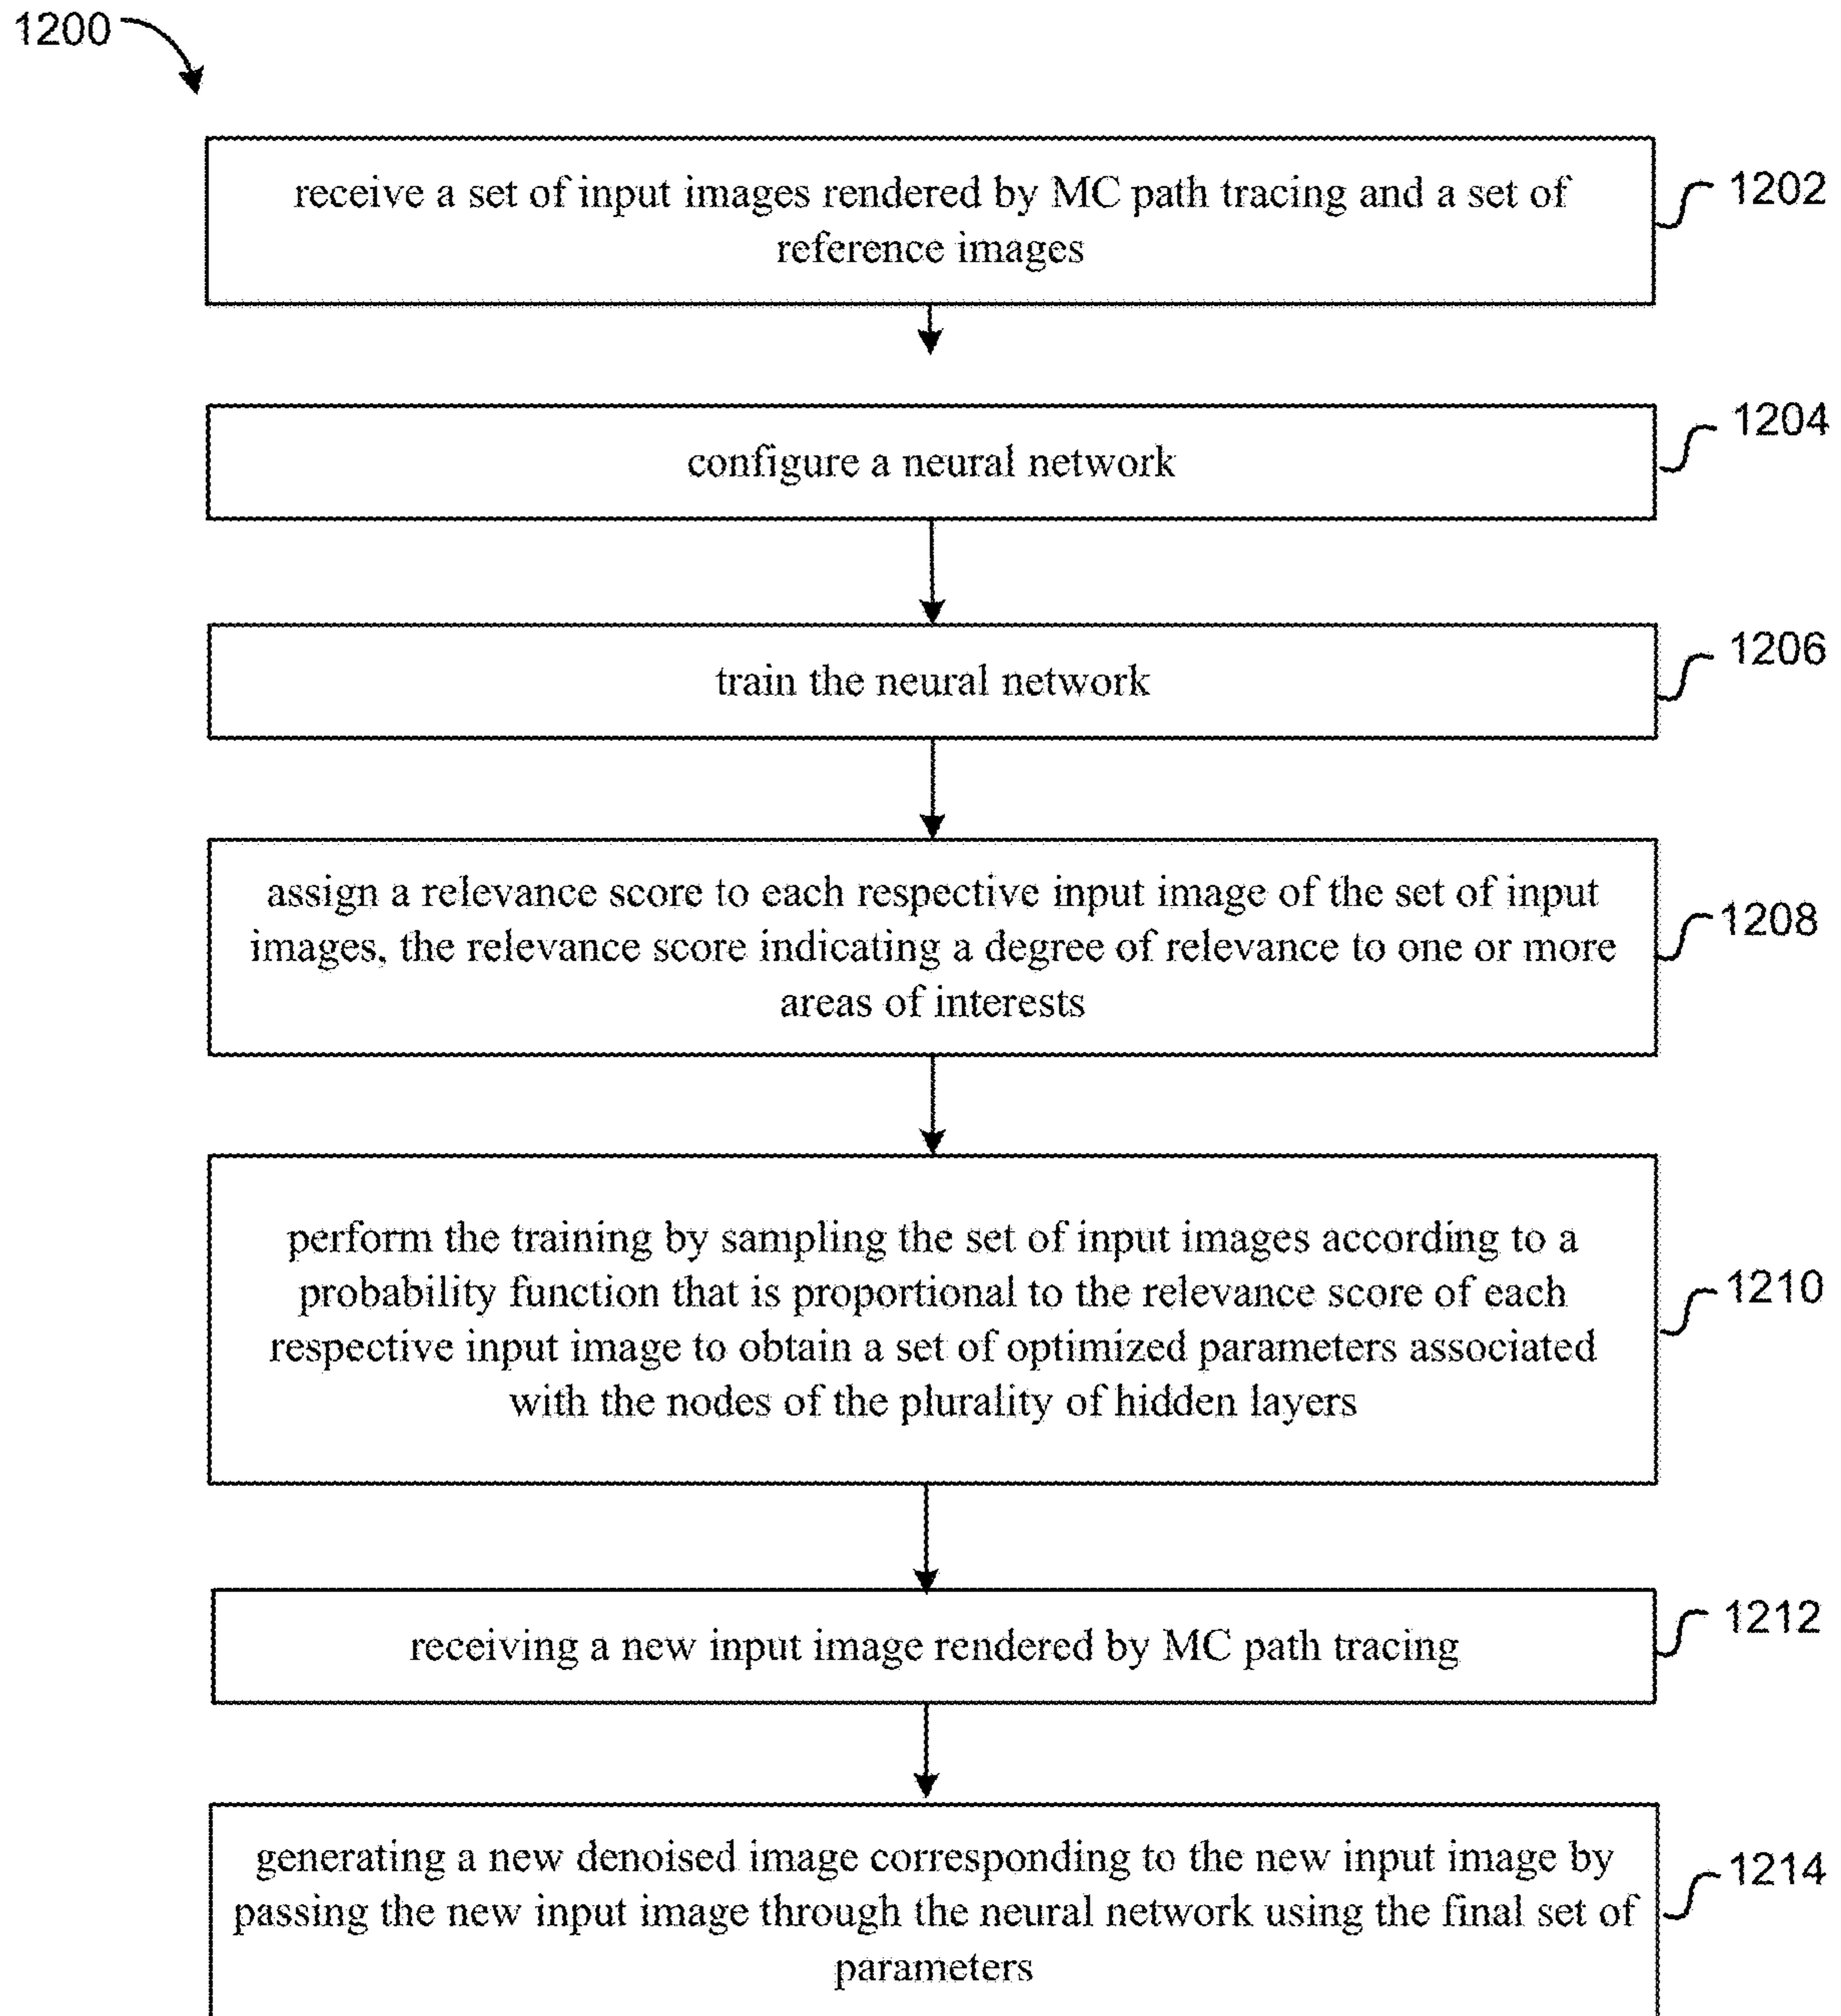 1200
receive a set of input images rendered by MC path tracing and a set of
reference images
1202
configure a neural network
1204
train the neural network
1206
assign a relevance score to each respective input image of the set of input
images, the relevance score indicating a degree of relevance to one or more
areas of interests
1208
perform the training by sampling the set of input images according to a
probability function that is proportional to the relevance score of each
respective input image to obtain a set of optimized parameters associated
with the nodes of the plurality of hidden layers
1210
receiving a new input image rendered by MC path tracing
1212
generating a new denoised image corresponding to the new input image by
passing the new input image through the neural network using the final set of
parameters
1214